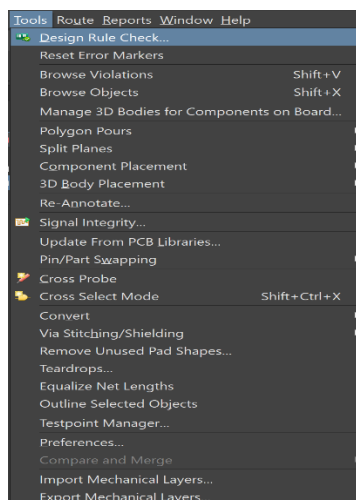 Tools Route Reports Window Help
Design Rule Check...
Reset Error Markers
Browse Violations Shift+V
Browse Objects Shift+X
Manage 3D Bodies for Components on Board...
Polygon Pours
Split Planes
Component Placement
3D Body Placement
Re-Annotate...
Signal Integrity...
Update From PCB Libraries...
Pin/Part Swapping
Cross Probe
Cross Select Mode Shift+Ctrl+X
Convert
Via Stitching/Shielding
Remove Unused Pad Shapes...
Teardrops...
Equalize Net Lengths
Outline Selected Objects
Testpoint Manager...
Preferences...
Compare and Merge
Import Mechanical Layers...
Export Mechanical Layers